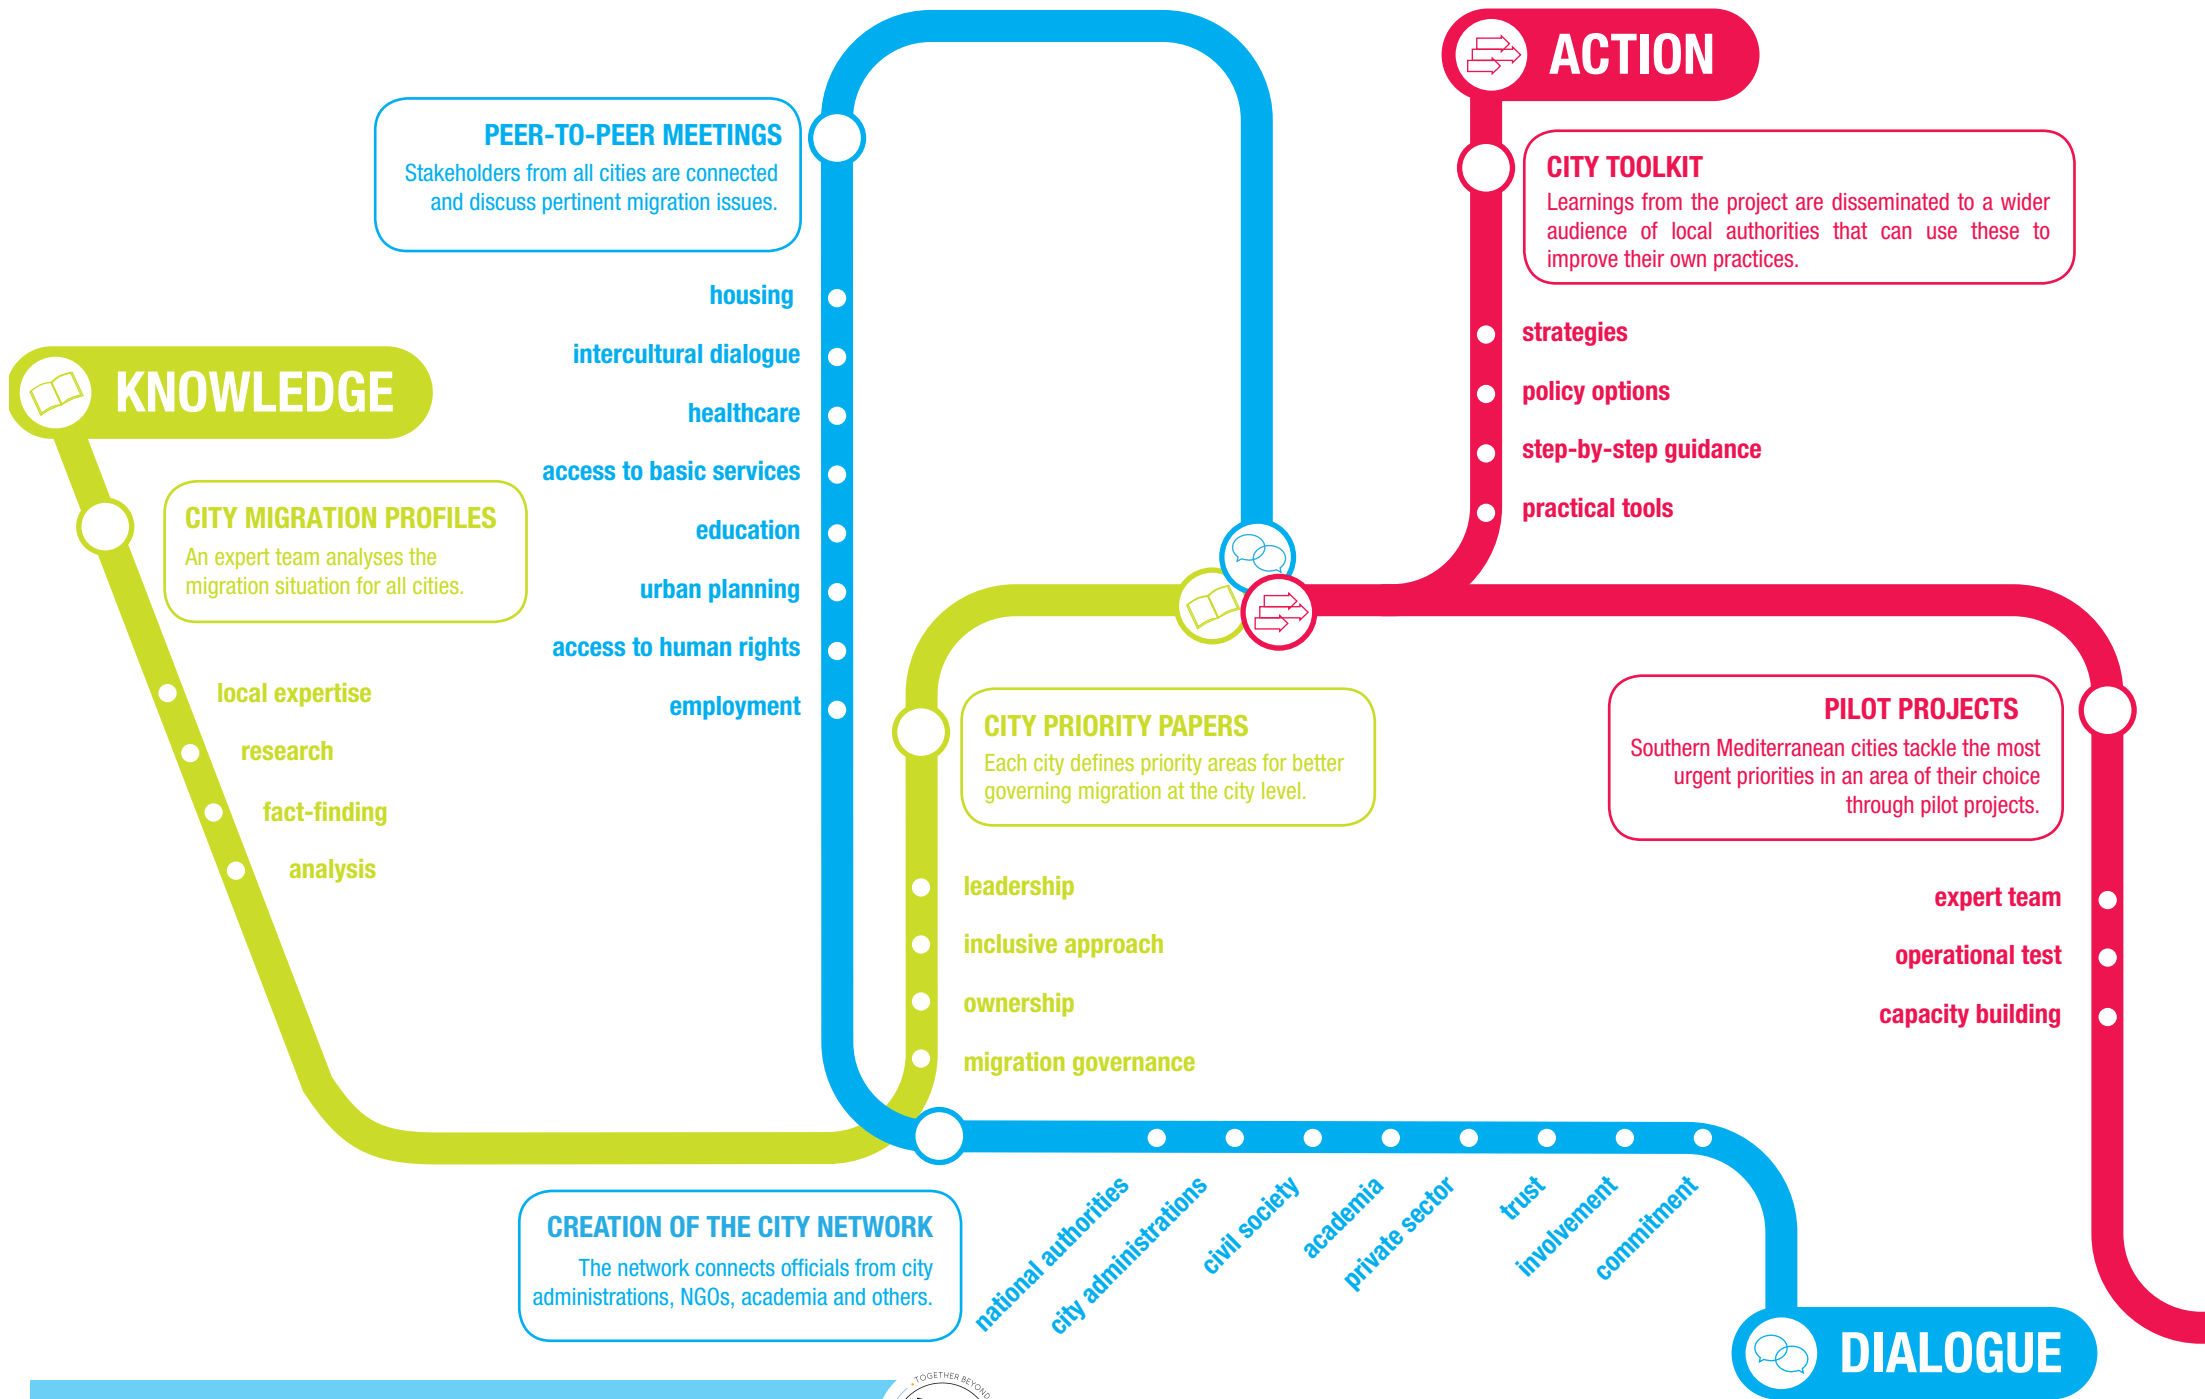 ACTION
PEER-TO-PEER MEETINGS
Stakeholders from all cities are connected
and discuss pertinent migration issues.
CITY TOOLKIT
Learnings from the project are disseminated to a wider
audience of local authorities that can use these to
improve their own practices.
housing
intercultural dialogue
healthcare
access to basic services
education
urban planning
access to human rights
employment
strategies
policy options
step-by-step guidance
practical tools
KNOWLEDGE
CITY MIGRATION PROFILES
An expert team analyses the
migration situation for all cities.
local expertise
research
fact-finding
analysis
CITY PRIORITY PAPERS
Each city defines priority areas for better
governing migration at the city level.
leadership
inclusive approach
ownership
migration governance
PILOT PROJECTS
Southern Mediterranean cities tackle the most
urgent priorities in an area of their choice
through pilot projects.
expert team
operational test
capacity building
CREATION OF THE CITY NETWORK
The network connects officials from city
administrations, NGOs, academia and others.
national authorities
city administrations
civil society
academia
private sector
trust
involvement
commitment
DIALOGUE
TOGETHER BEYOND